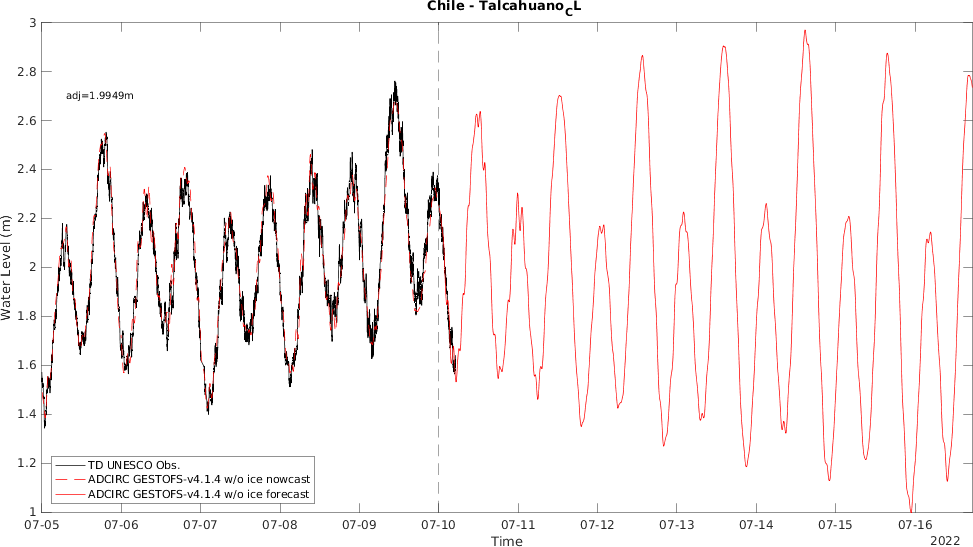 Chile - Talcahuano_CL
3
2.8
2.6
2.4
2.2
2
1.8
1.6
1.4
1.2
1
Water Level (m)
adj=1.9949m
TD UNESCO Obs.
ADCIRC GESTOFS-v4.1.4 w/o ice nowcast
ADCIRC GESTOFS-v4.1.4 w/o ice forecast
07-05 07-06 07-07 07-08 07-09 07-10 07-11 07-12 07-13 07-14 07-15 07-16
Time
2022